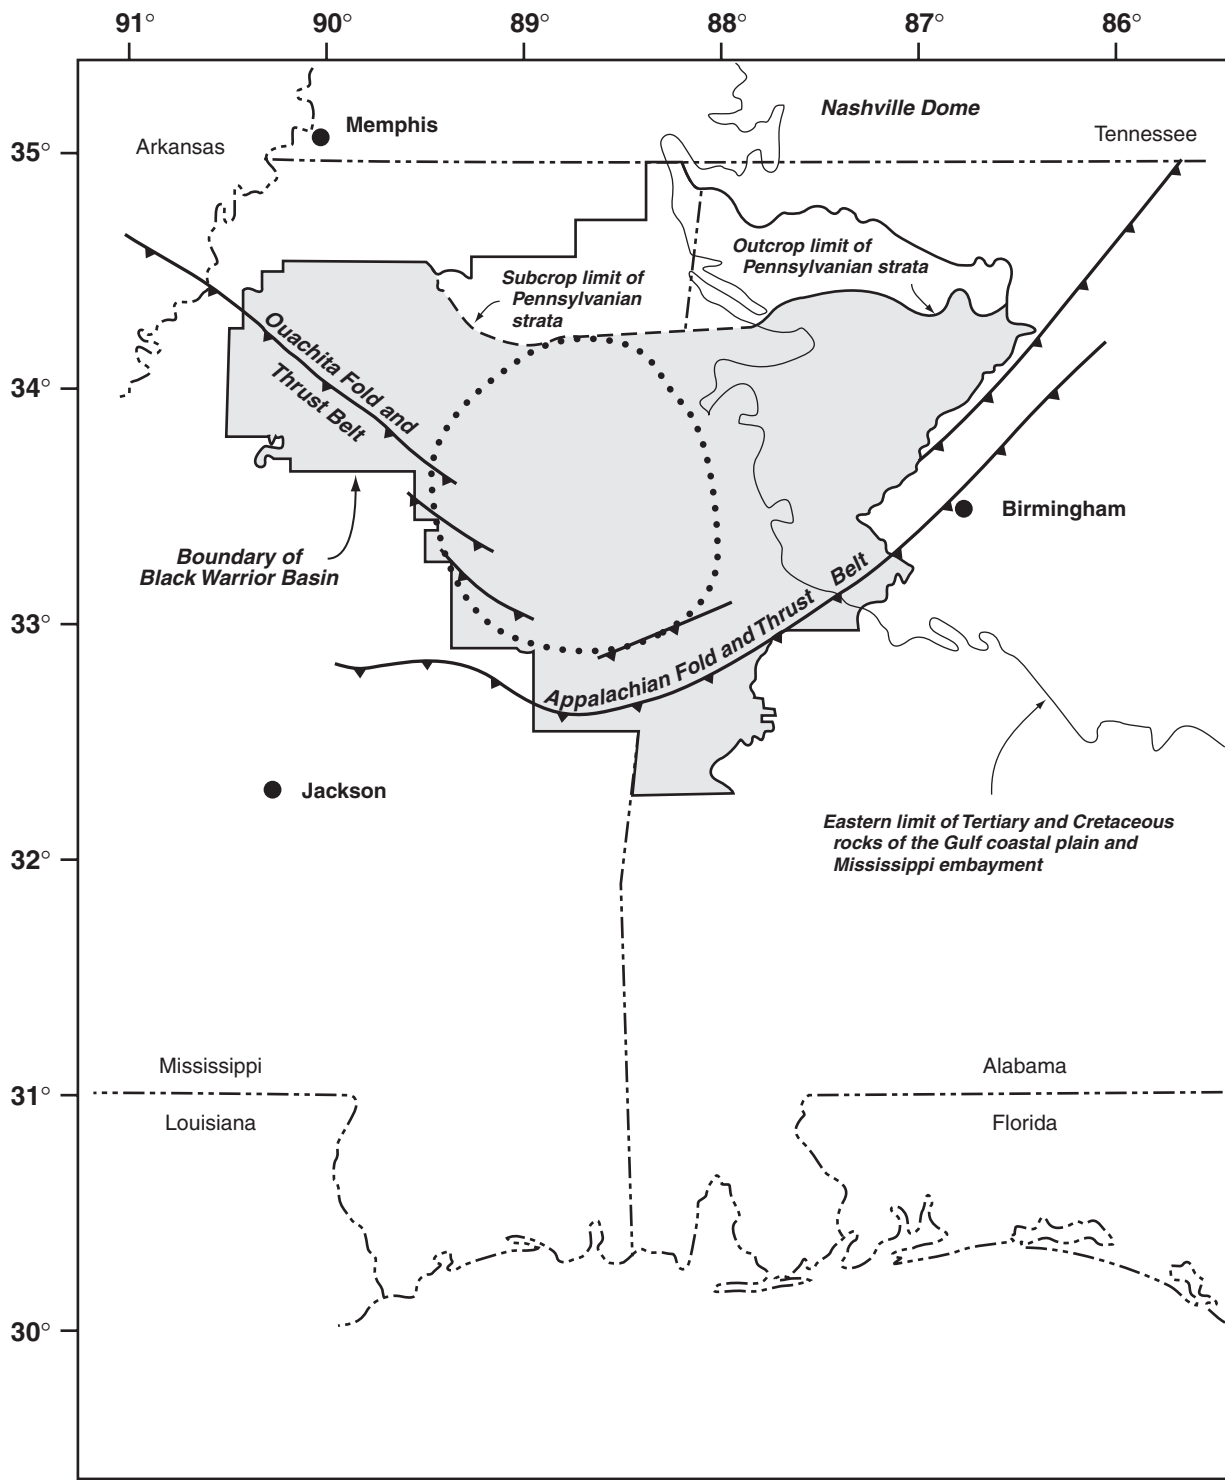 91° 90° 89° 88° 87° 86°
Nashville Dome
Memphis
Tennessee
Arkansas
35°
Outcrop limit of
Pennsylvanian strata
Subcrop limit of
Pennsylvanian
strata
Ouachita Fold and
Thrust Belt
34°
Birmingham
Boundary of
Black Warrior Basin
33°
Appalachian Fold and Thrust Belt
Jackson
Eastern limit of Tertiary and Cretaceous
rocks of the Gulf coastal plain and
Mississippi embayment
32°
Mississippi
Alabama
31°
Louisiana
Florida
30°